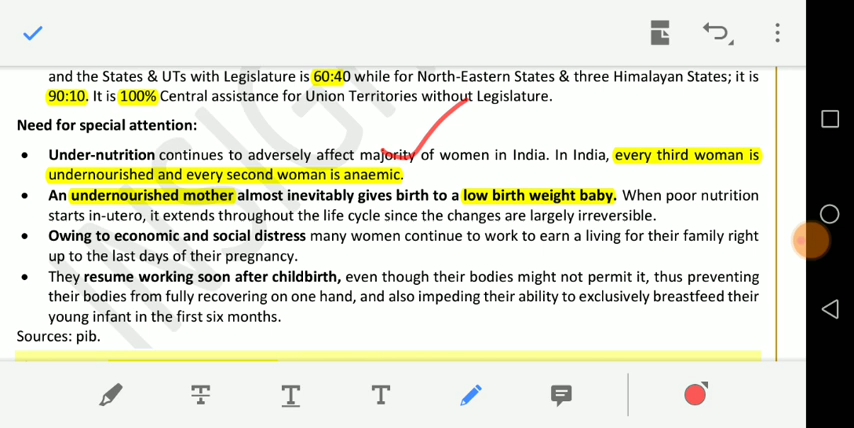 and the States & UTs with Legislature is 60:40 while for North-Eastern States & three Himalayan States; it is
90:10. It is 100% Central assistance for Union Territories without Legislature.
Need for special attention:
• Under-nutrition continues to adversely affect majority of women in India. In India, every third woman is
undernourished and every second woman is anaemic.
• An undernourished mother almost inevitably gives birth to a low birth weight baby. When poor nutrition
starts in-utero, it extends throughout the life cycle since the changes are largely irreversible.
• Owing to economic and social distress many women continue to work to earn a living for their family right
up to the last days of their pregnancy.
• They resume working soon after childbirth, even though their bodies might not permit it, thus preventing
their bodies from fully recovering on one hand, and also impeding their ability to exclusively breastfeed their
young infant in the first six months.
Sources: pib.